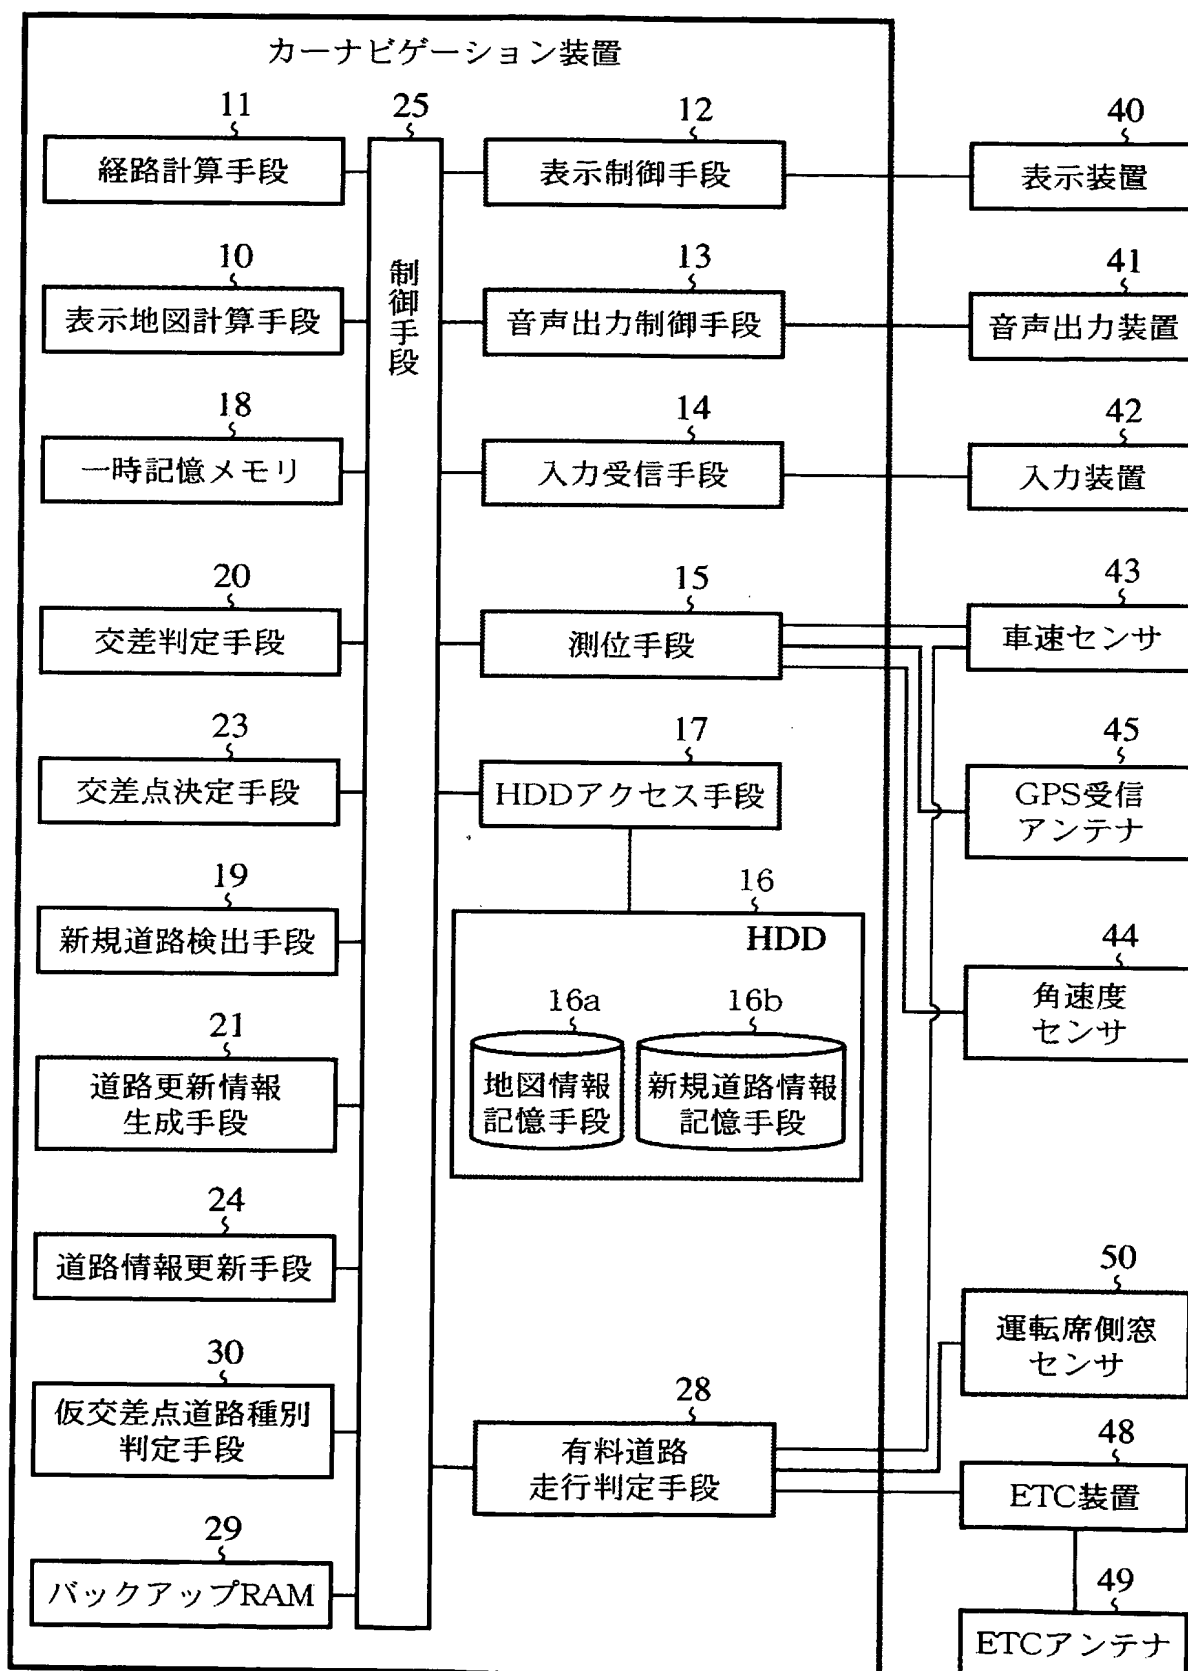 カーナビゲーション装置
11
経路計算手段
10
表示地図計算手段
18
一時記憶メモリ
20
交差判定手段
23
交差点決定手段
19
新規道路検出手段
21
道路更新情報
生成手段
24
道路情報更新手段
30
仮交差点道路種別
判定手段
29
バックアップRAM
25
制御手段
12
表示制御手段
13
音声出力制御手段
14
入力受信手段
15
測位手段
17
HDDアクセス手段
16
HDD
16a
地図情報
記憶手段
16b
新規道路情報
記憶手段
28
有料道路
走行判定手段
40
表示装置
41
音声出力装置
42
入力装置
43
車速センサ
45
GPS受信
アンテナ
44
角速度
センサ
50
運転席側窓
センサ
48
ETC装置
49
ETCアンテナ